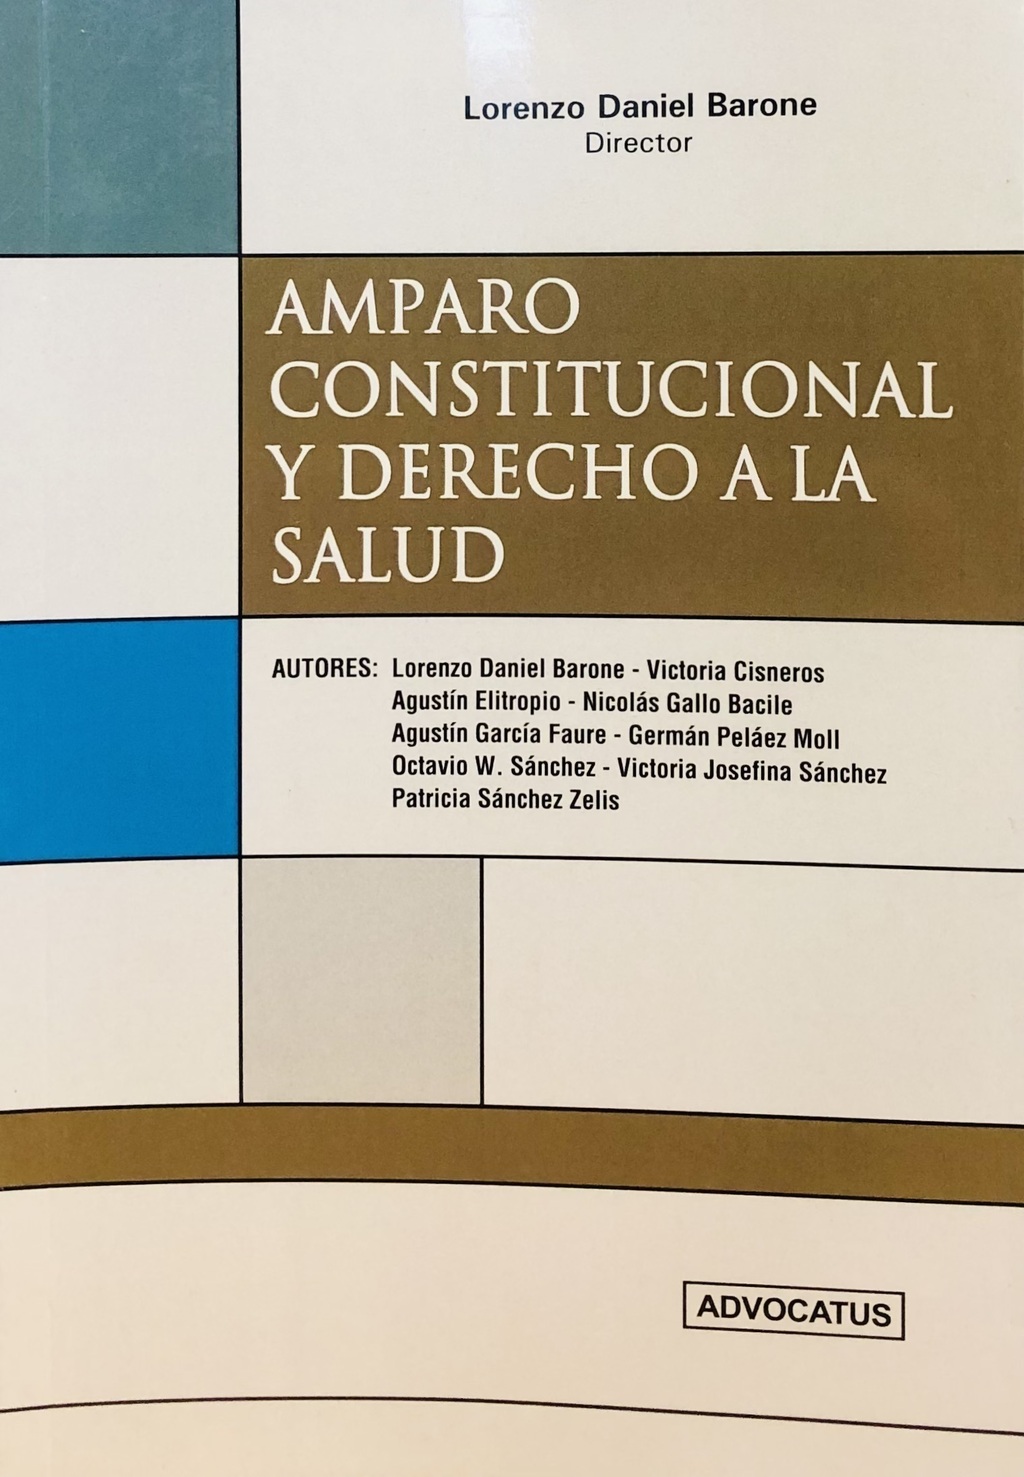 Lorenzo Daniel Barone
Director
AMPARO
CONSTITUCIONAL
Y DERECHO A LA
SALUD
AUTORES: Lorenzo Daniel Barone - Victoria Cisneros
Agustín Elitropio - Nicolás Gallo Bacile
Agustín García Faure - Germán Peláez Moll
Octavio W. Sánchez - Victoria Josefina Sánchez
Patricia Sánchez Zelis
ADVOCATUS